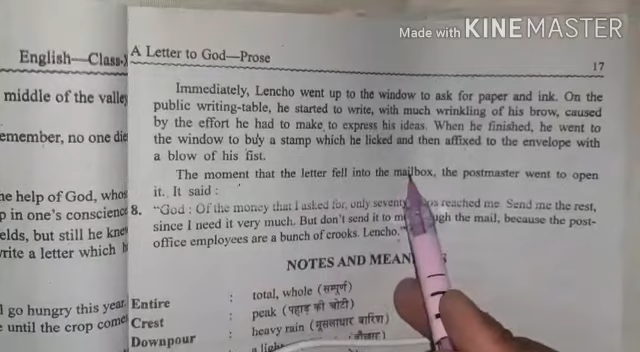 Made with KINEMASTER
English—Class-X
middle of the valley
remember, no one die
he help of God, whos
p in one's conscience
elds, but still he kne
rite a letter which h
l go hungry this year
until the crop come
A Letter to God—Prose
17
Immediately, Lencho went up to the window to ask for paper and ink. On the
public writing-table, he started to write, with much wrinkling of his brow, caused
by the effort he had to make to express his ideas. When he finished, he went to
the window to buy a stamp which he licked and then affixed to the envelope with
a blow of his fist.
The moment that the letter fell into the mailbox, the postmaster went to open
it. It said :
8. "God : Of the money that I asked for, only seventy reached me. Send me the rest,
since I need it very much. But don't send it to me the mail, because the post-
office employees are a bunch of crooks. Lencho."
NOTES AND
Entire : total, whole (सम्पूर्ण)
Crest : peak (पहाड़ की चोटी)
Downpour : heavy rain (मूसलाधार बारिश)
: a light